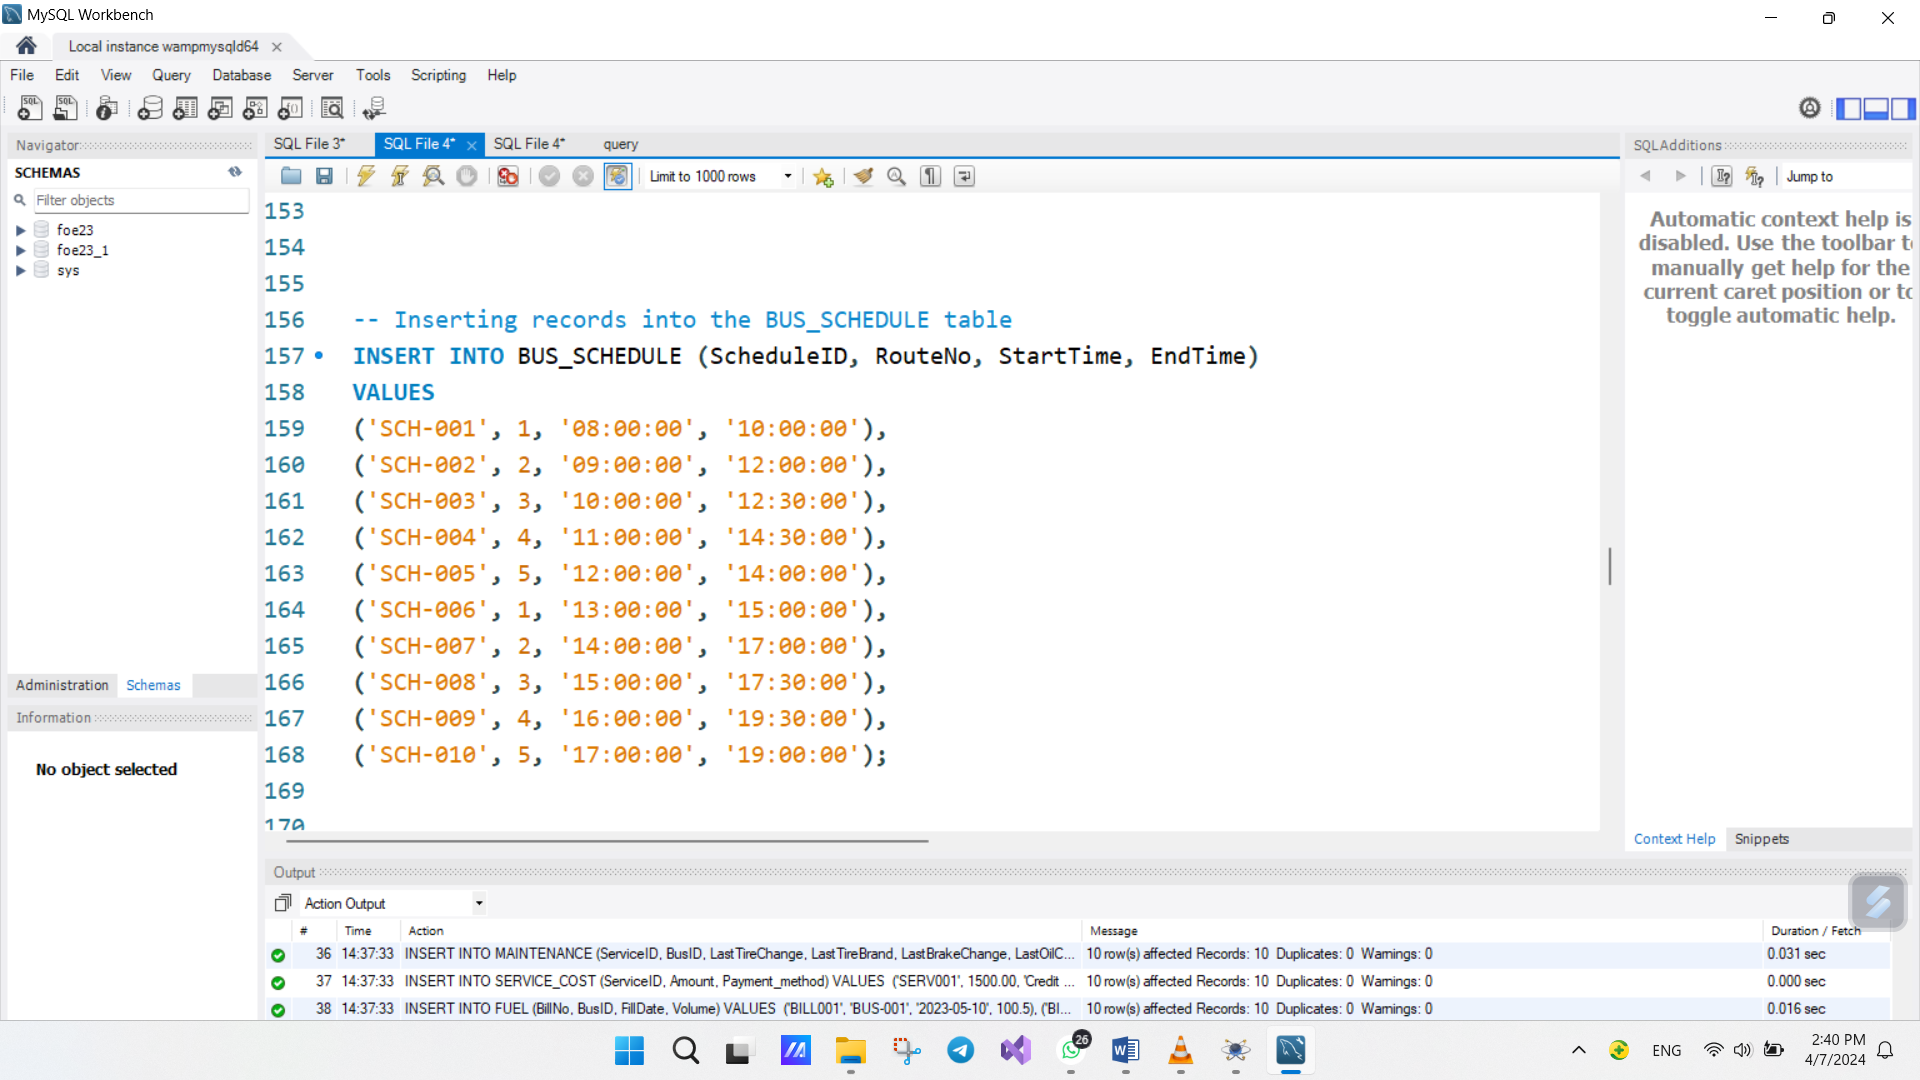 MySQL Workbench
Local instance wampmysqld64
File Edit View Query Database Server Tools Scripting Help
Navigator
SCHEMAS
Filter objects
foe23
foe23_1
sys
Administration Schemas
Information
No object selected
SQL File 3* SQL File 4* SQL File 4* query
Limit to 1000 rows
153
154
155
156 -- Inserting records into the BUS_SCHEDULE table
157 INSERT INTO BUS_SCHEDULE (ScheduleID, RouteNo, StartTime, EndTime)
158 VALUES
159 ('SCH-001', 1, '08:00:00', '10:00:00'),
160 ('SCH-002', 2, '09:00:00', '12:00:00'),
161 ('SCH-003', 3, '10:00:00', '12:30:00'),
162 ('SCH-004', 4, '11:00:00', '14:30:00'),
163 ('SCH-005', 5, '12:00:00', '14:00:00'),
164 ('SCH-006', 1, '13:00:00', '15:00:00'),
165 ('SCH-007', 2, '14:00:00', '17:00:00'),
166 ('SCH-008', 3, '15:00:00', '17:30:00'),
167 ('SCH-009', 4, '16:00:00', '19:30:00'),
168 ('SCH-010', 5, '17:00:00', '19:00:00');
169
170
SQLAdditions
Jump to
Automatic context help is
disabled. Use the toolbar to
manually get help for the
current caret position or to
toggle automatic help.
Context Help Snippets
Output
Action Output
# Time Action Message Duration / Fetch
36 14:37:33 INSERT INTO MAINTENANCE (ServiceID, BusID, LastTireChange, LastTireBrand, LastBrakeChange, LastOilC... 10 row(s) affected Records: 10 Duplicates: 0 Warnings: 0 0.031 sec
37 14:37:33 INSERT INTO SERVICE_COST (ServiceID, Amount, Payment_method) VALUES ('SERV001', 1500.00, 'Credit ... 10 row(s) affected Records: 10 Duplicates: 0 Warnings: 0 0.000 sec
38 14:37:33 INSERT INTO FUEL (BillNo, BusID, FillDate, Volume) VALUES ('BILL001', 'BUS-001', '2023-05-10', 100.5), ('BI... 10 row(s) affected Records: 10 Duplicates: 0 Warnings: 0 0.016 sec
26
ENG
2:40 PM
4/7/2024